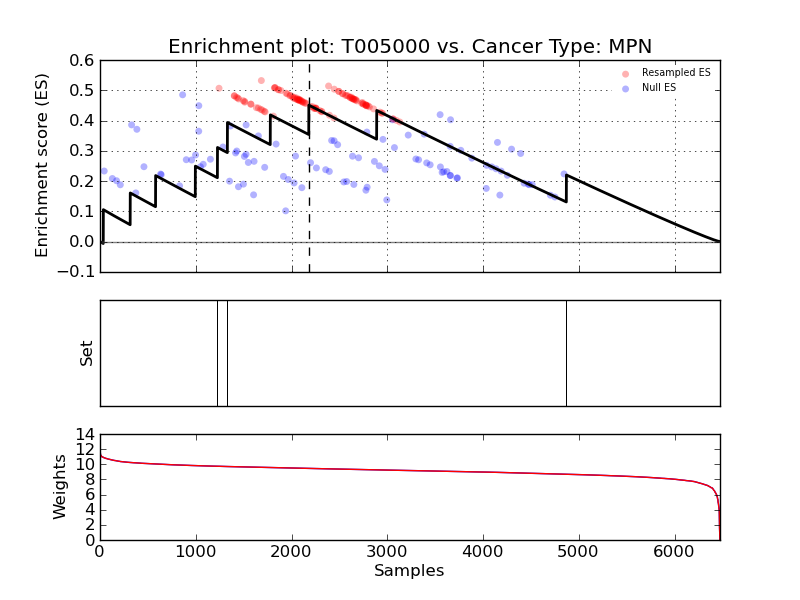 Enrichment plot: T005000 vs. Cancer Type: MPN
Enrichment score (ES)
0.6
0.5
0.4
0.3
0.2
0.1
0.0
−0.1
Resampled ES
Null ES
Set
Weights
14
12
10
8
6
4
2
0
0 1000 2000 3000 4000 5000 6000
Samples